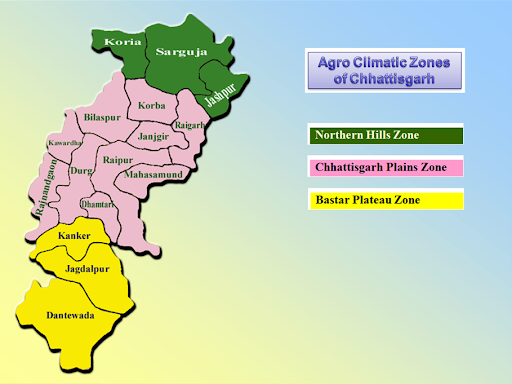 Agro Climatic Zones
of Chhattisgarh
Koria
Sarguja
Jashpur
Korba
Bilaspur
Raigarh
Janjgir
Kawardha
Raipur
Durg
Mahasamund
Rajnandgaon
Dhamtari
Kanker
Jagdalpur
Dantewada
Northern Hills Zone
Chhattisgarh Plains Zone
Bastar Plateau Zone